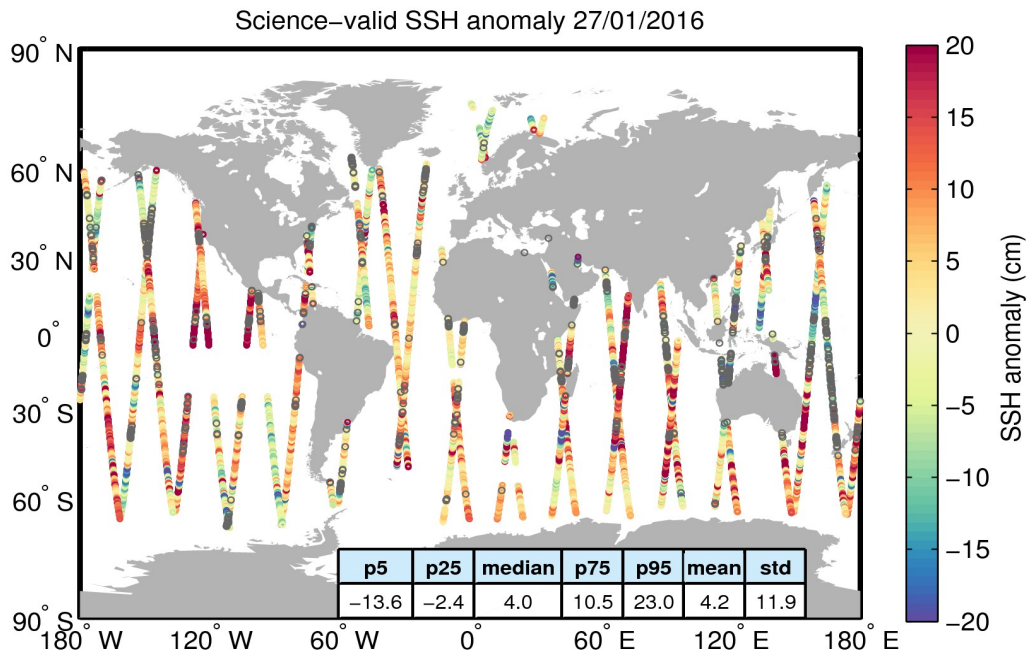 Science−valid SSH anomaly 27/01/2016
90° N
60° N
30° N
0°
30° S
60° S
90° S
180° W 120° W 60° W 0° 60° E 120° E 180° E
p5 p25 median p75 p95 mean std
−13.6 −2.4 4.0 10.5 23.0 4.2 11.9
20
15
10
5
0
−5
−10
−15
−20
SSH anomaly (cm)